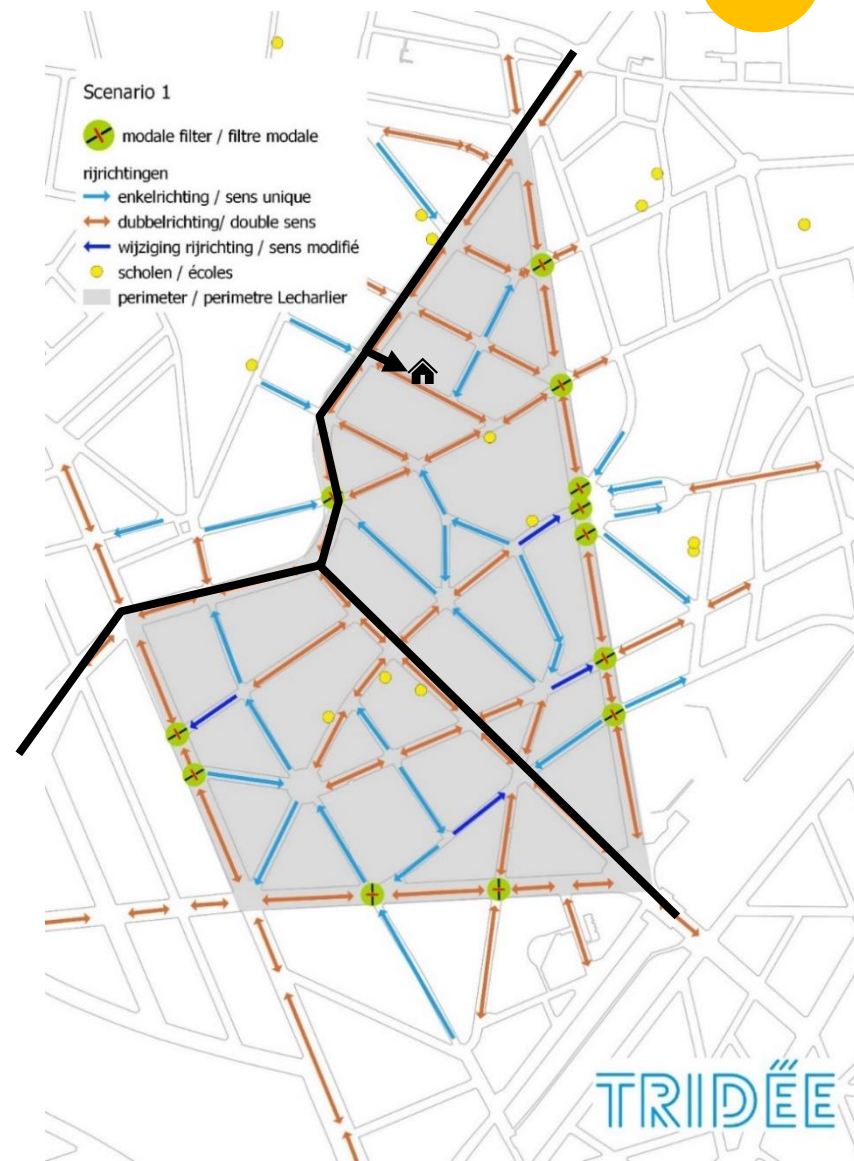 Scenario 1
modale filter / filtre modale
rijrichtingen
enkelrichting / sens unique
dubbelrichting/ double sens
wijziging rijrichting / sens modifié
scholen / écoles
perimeter / perimetre Lecharlier
TRIDËE